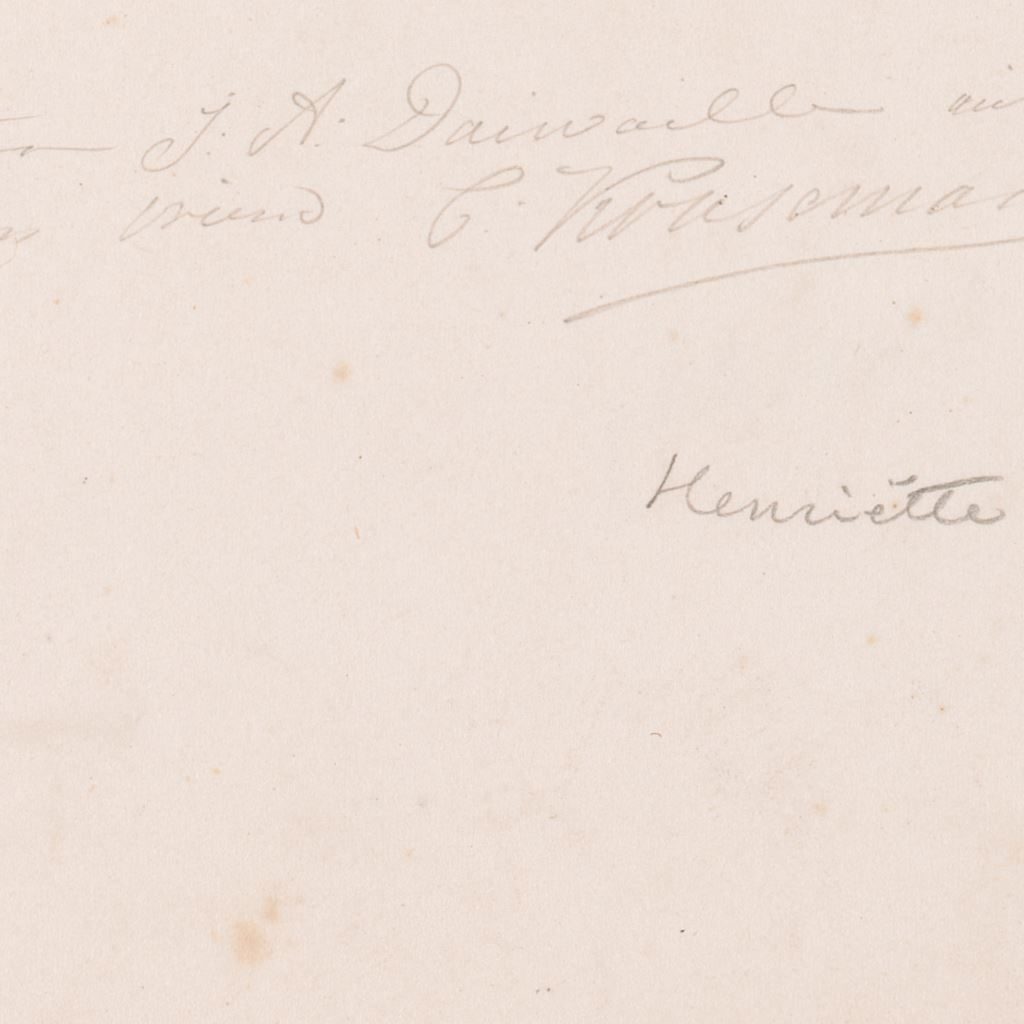 J. A. Daiwaille
vriend C. Kruseman
Henriëtte